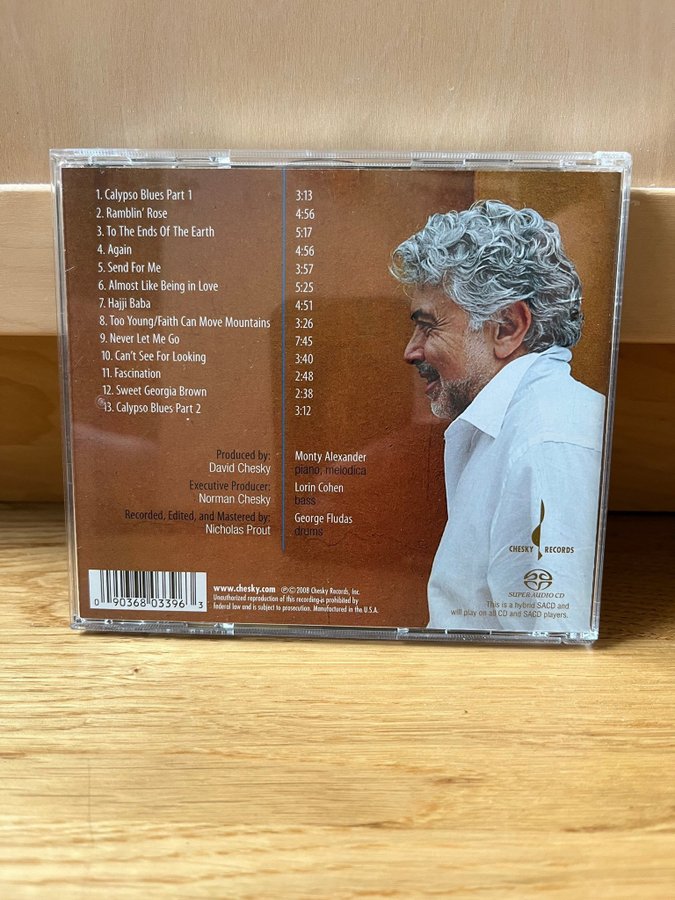 1. Calypso Blues Part 1 3:13
2. Ramblin' Rose 4:56
3. To The Ends Of The Earth 5:17
4. Again 4:56
5. Send For Me 3:57
6. Almost Like Being in Love 5:25
7. Hajji Baba 4:51
8. Too Young/Faith Can Move Mountains 3:26
9. Never Let Me Go 7:45
10. Can't See For Looking 3:40
11. Fascination 2:48
12. Sweet Georgia Brown 2:38
13. Calypso Blues Part 2 3:12
Produced by: Monty Alexander
David Chesky piano, melodica
Executive Producer: Lorin Cohen
Norman Chesky bass
Recorded, Edited, and Mastered by: George Fludas
Nicholas Prout drums
CHESKY RECORDS
SUPER AUDIO CD
This is a hybrid SACD and
will play on all CD and SACD players.
www.chesky.com ℗©2008 Chesky Records, Inc.
Unauthorized reproduction of this recording is prohibited by
federal law and is subject to prosecution. Manufactured in the U.S.A.
0 90368 03396 3